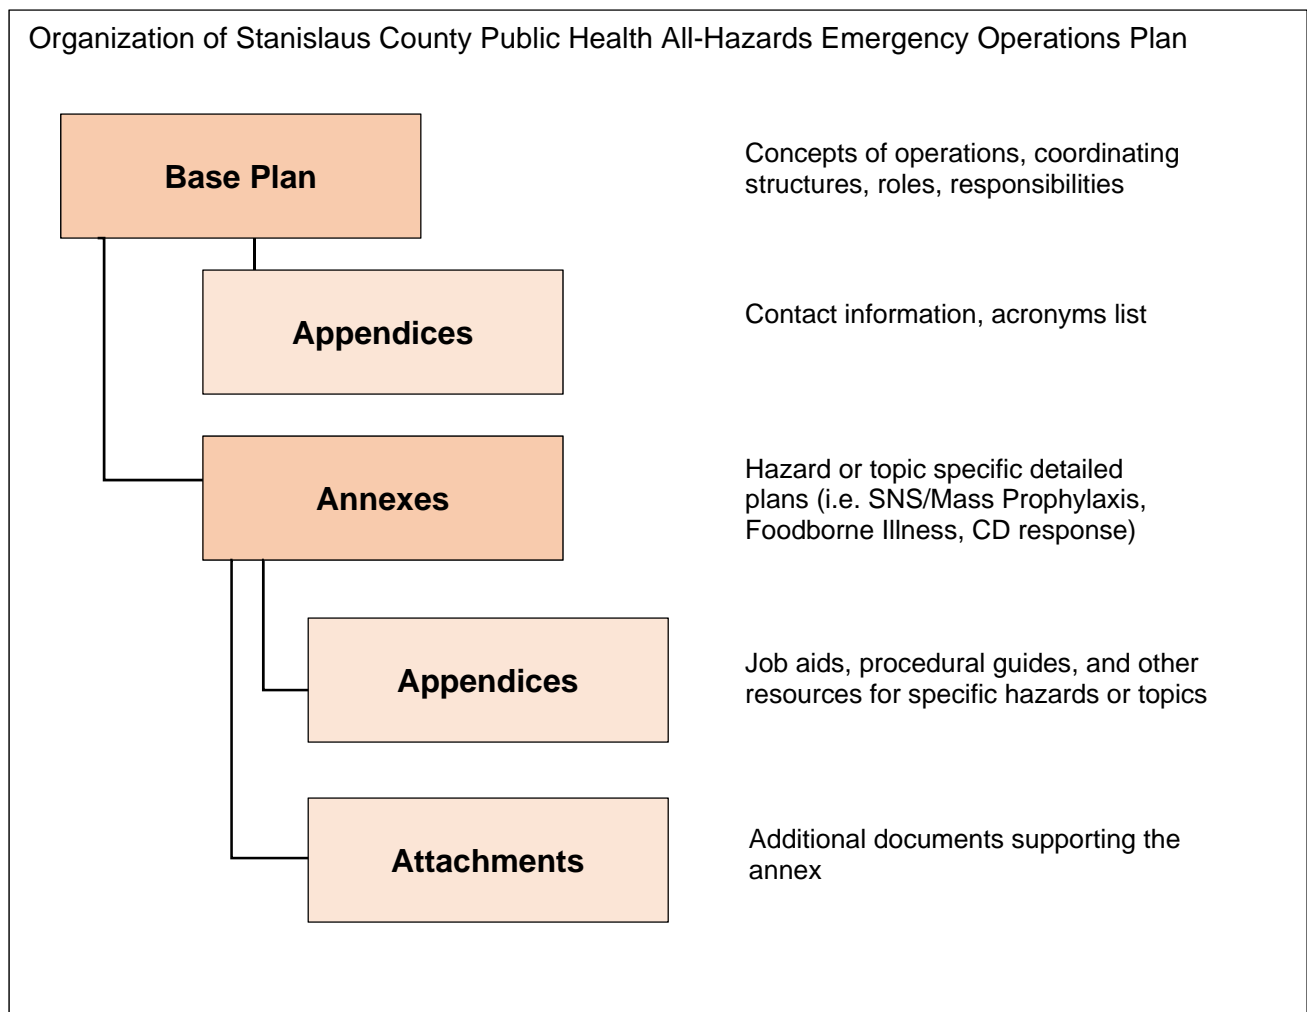 Organization of Stanislaus County Public Health All-Hazards Emergency Operations Plan
Base Plan
Concepts of operations, coordinating
structures, roles, responsibilities
Appendices
Contact information, acronyms list
Annexes
Hazard or topic specific detailed
plans (i.e. SNS/Mass Prophylaxis,
Foodborne Illness, CD response)
Appendices
Job aids, procedural guides, and other
resources for specific hazards or topics
Attachments
Additional documents supporting the
annex